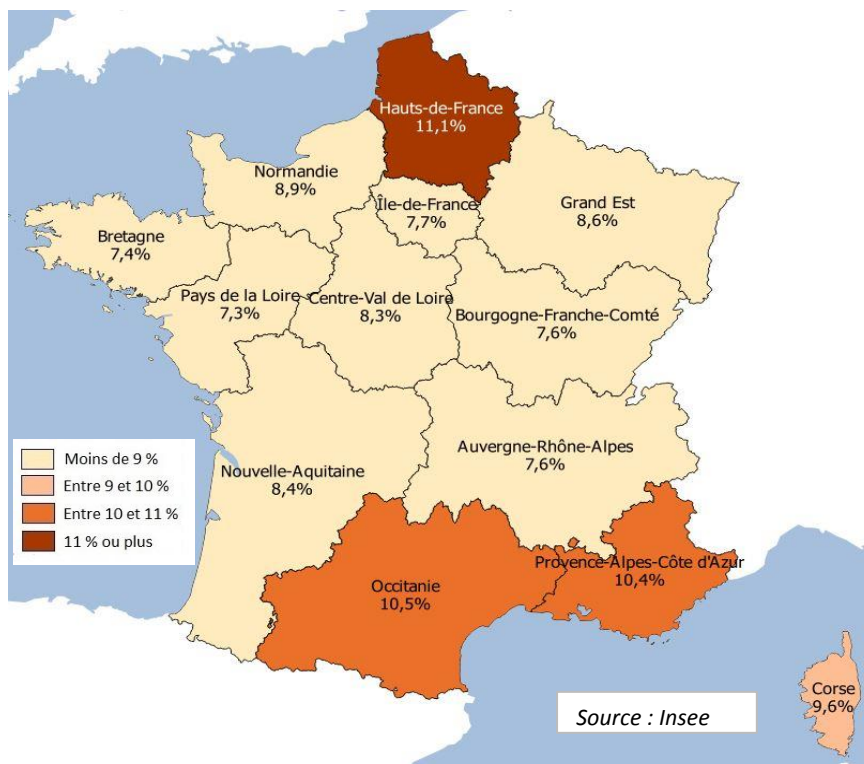 Hauts-de-France
11,1%
Normandie
8,9%
Île-de-France
7,7%
Grand Est
8,6%
Bretagne
7,4%
Pays de la Loire
7,3%
Centre-Val de Loire
8,3%
Bourgogne-Franche-Comté
7,6%
Auvergne-Rhône-Alpes
7,6%
Nouvelle-Aquitaine
8,4%
Moins de 9 %
Entre 9 et 10 %
Entre 10 et 11 %
11 % ou plus
Occitanie
10,5%
Provence-Alpes-Côte d'Azur
10,4%
Corse
9,6%
Source : Insee